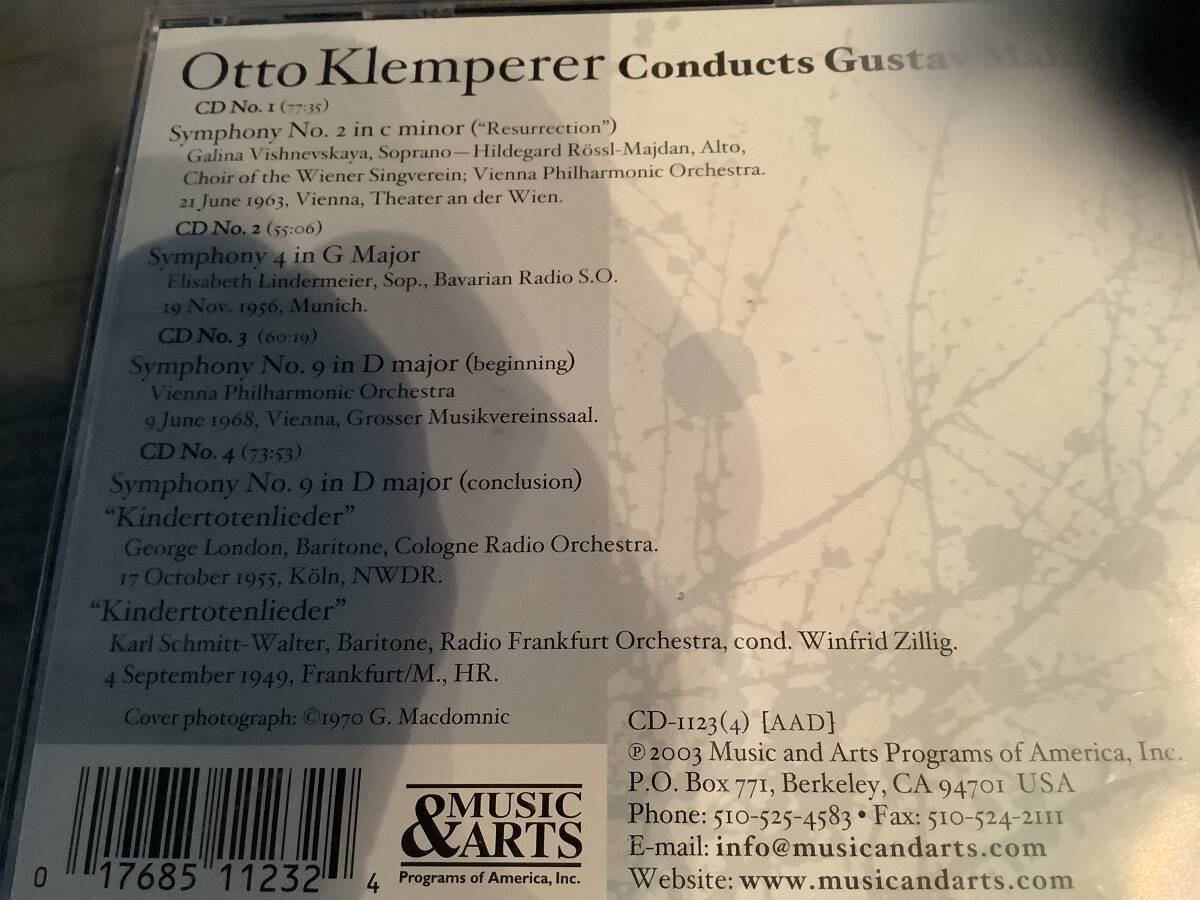 Otto Klemperer Conducts Gustav
CD No. 1 (77:35)
Symphony No. 2 in c minor (“Resurrection”)
Galina Vishnevskaya, Soprano—Hildegard Rössl-Majdan, Alto,
Choir of the Wiener Singverein; Vienna Philharmonic Orchestra.
21 June 1963, Vienna, Theater an der Wien.
CD No. 2 (55:06)
Symphony 4 in G Major
Elisabeth Lindermeier, Sop., Bavarian Radio S.O.
19 Nov. 1956, Munich.
CD No. 3 (60:19)
Symphony No. 9 in D major (beginning)
Vienna Philharmonic Orchestra
9 June 1968, Vienna, Grosser Musikvereinssaal.
CD No. 4 (73:53)
Symphony No. 9 in D major (conclusion)
“Kindertotenlieder”
George London, Baritone, Cologne Radio Orchestra.
17 October 1955, Köln, NWDR.
“Kindertotenlieder”
Karl Schmitt-Walter, Baritone, Radio Frankfurt Orchestra, cond. Winfrid Zillig.
4 September 1949, Frankfurt/M., HR.
Cover photograph: ©1970 G. Macdomnic
0 17685 11232 4
MUSIC
&ARTS
Programs of America, Inc.
CD-1123(4) [AAD]
℗2003 Music and Arts Programs of America, Inc.
P.O. Box 771, Berkeley, CA 94701 USA
Phone: 510-525-4583 • Fax: 510-524-2111
E-mail: info@musicandarts.com
Website: www.musicandarts.com